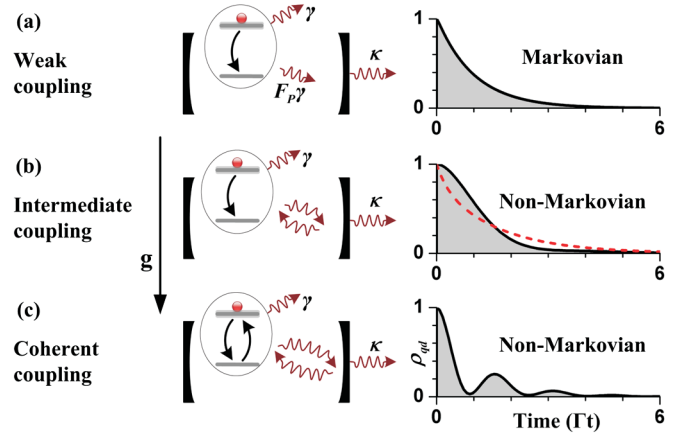 (a)
Weak
coupling
γ
F_Pγ
κ
1
0
Markovian
0
6
(b)
Intermediate
coupling
γ
κ
1
0
Non-Markovian
0
6
g
(c)
Coherent
coupling
γ
κ
ρ_qd
1
0
Non-Markovian
0
6
Time (Γt)